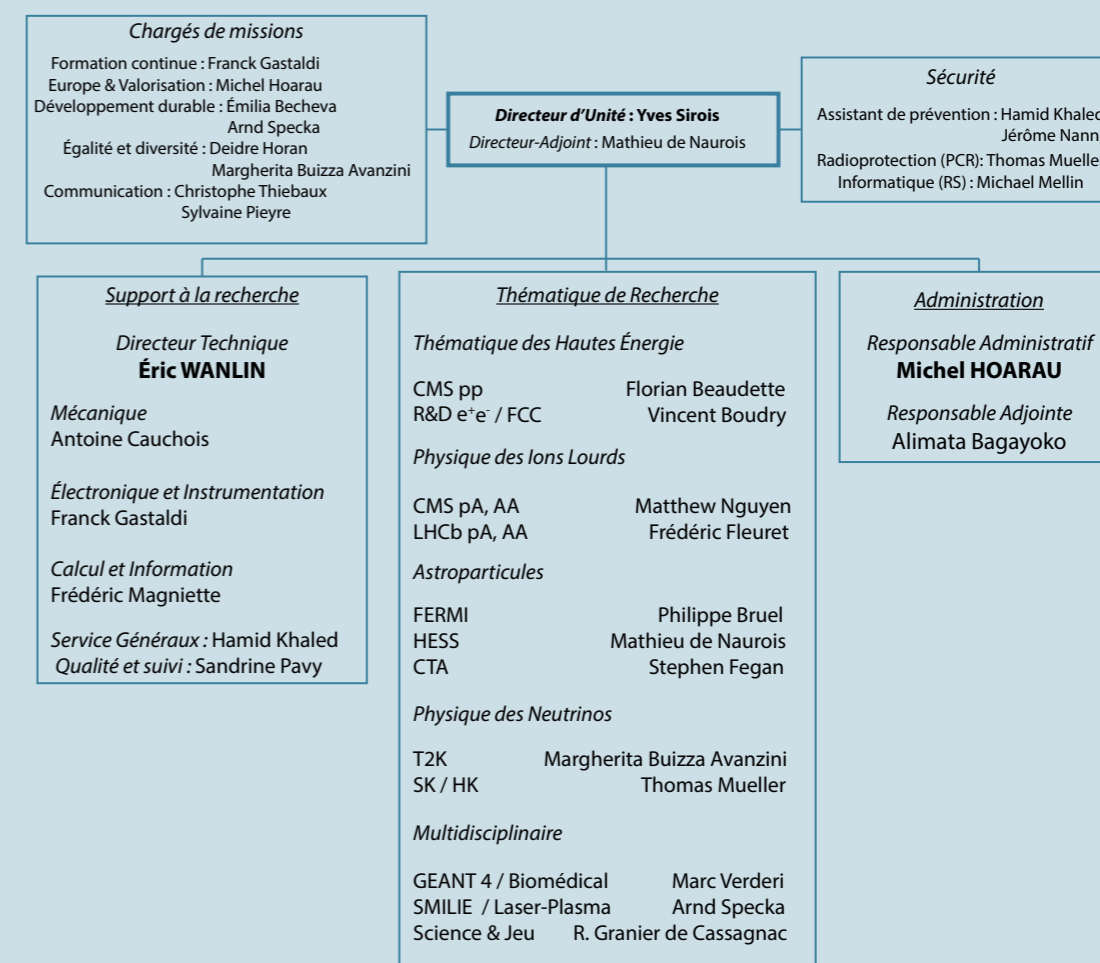 Chargés de missions
Formation continue : Franck Gastaldi
Europe & Valorisation : Michel Hoarau
Développement durable : Émilia Becheva
Arnd Specka
Égalité et diversité : Deidre Horan
Margherita Buizza Avanzini
Communication : Christophe Thiebaux
Sylvaine Pieyre
Directeur d'Unité : Yves Sirois
Directeur-Adjoint : Mathieu de Naurois
Sécurité
Assistant de prévention : Hamid Khaled
Jérôme Nanni
Radioprotection (PCR): Thomas Mueller
Informatique (RS) : Michael Mellin
Support à la recherche
Directeur Technique
Éric WANLIN
Mécanique
Antoine Cauchois
Électronique et Instrumentation
Franck Gastaldi
Calcul et Information
Frédéric Magniette
Service Généraux : Hamid Khaled
Qualité et suivi : Sandrine Pavy
Thématique de Recherche
Thématique des Hautes Énergie
CMS pp Florian Beaudette
R&D e⁺e⁻ / FCC Vincent Boudry
Physique des Ions Lourds
CMS pA, AA Matthew Nguyen
LHCb pA, AA Frédéric Fleuret
Astroparticules
FERMI Philippe Bruel
HESS Mathieu de Naurois
CTA Stephen Fegan
Physique des Neutrinos
T2K Margherita Buizza Avanzini
SK / HK Thomas Mueller
Multidisciplinaire
GEANT 4 / Biomédical Marc Verderi
SMILIE / Laser-Plasma Arnd Specka
Science & Jeu R. Granier de Cassagnac
Administration
Responsable Administratif
Michel HOARAU
Responsable Adjointe
Alimata Bagayoko